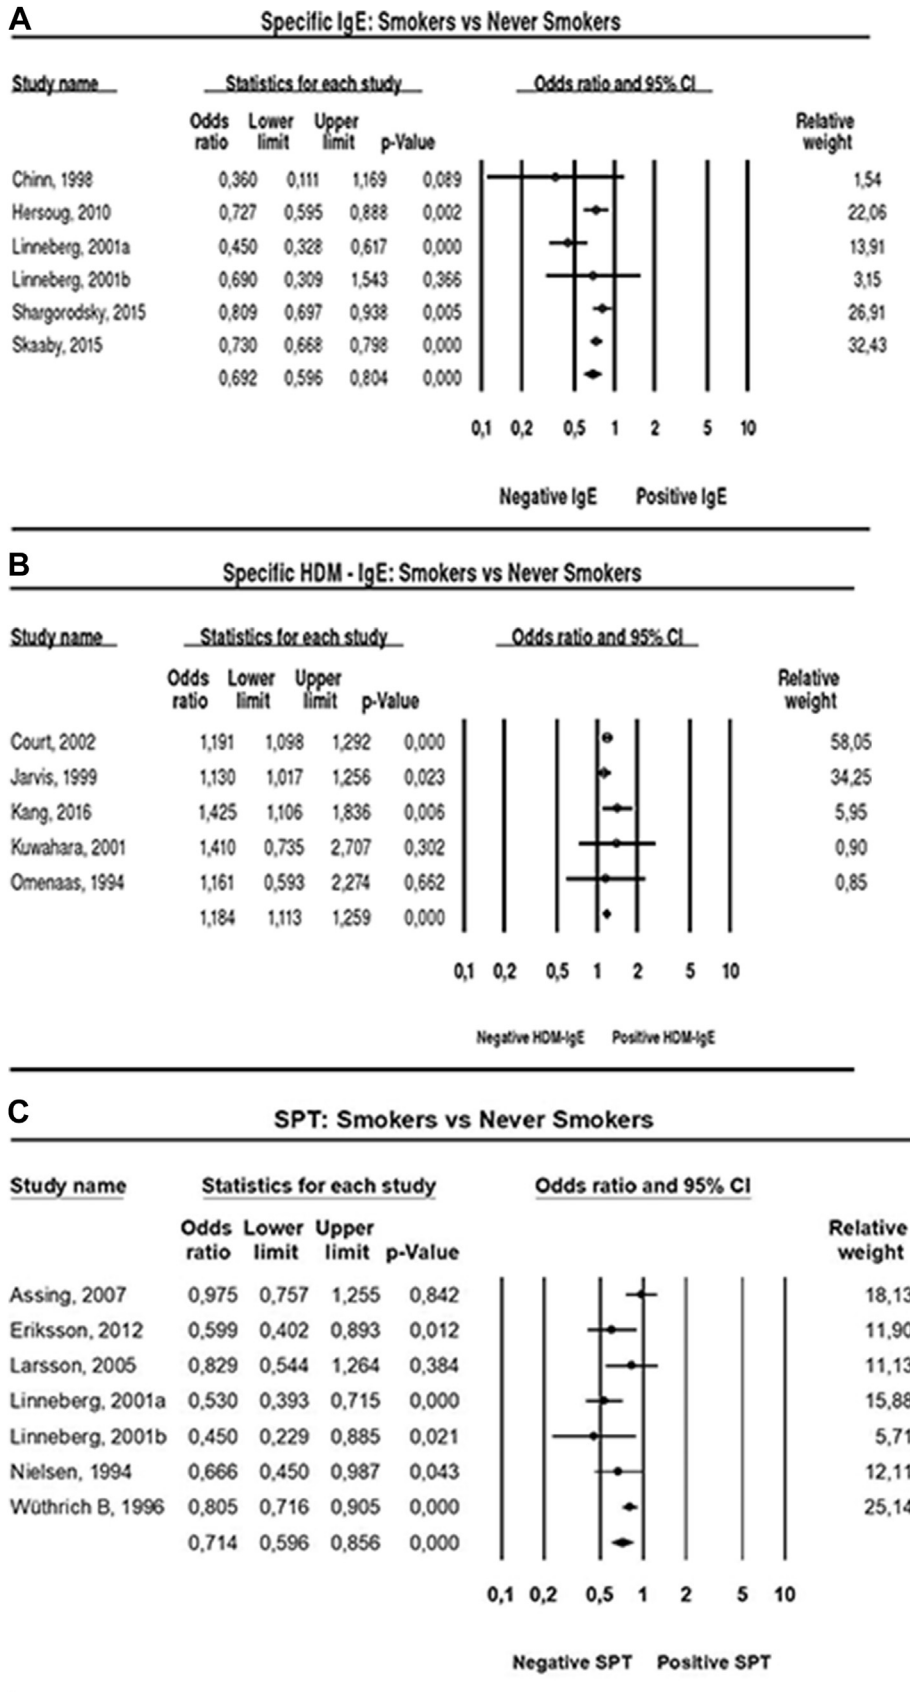 A
Specific IgE: Smokers vs Never Smokers
Study name Statistics for each study Odds ratio and 95% CI
Odds Lower Upper Relative
ratio limit limit p-Value weight
Chinn, 1998 0,360 0,111 1,169 0,089 1,54
Hersoug, 2010 0,727 0,595 0,888 0,002 22,06
Linneberg, 2001a 0,450 0,328 0,617 0,000 13,91
Linneberg, 2001b 0,690 0,309 1,543 0,366 3,15
Shargorodsky, 2015 0,809 0,697 0,938 0,005 26,91
Skaaby, 2015 0,730 0,668 0,798 0,000 32,43
0,692 0,596 0,804 0,000
0,1 0,2 0,5 1 2 5 10
Negative IgE Positive IgE
B
Specific HDM - IgE: Smokers vs Never Smokers
Study name Statistics for each study Odds ratio and 95% CI
Odds Lower Upper Relative
ratio limit limit p-Value weight
Court, 2002 1,191 1,098 1,292 0,000 58,05
Jarvis, 1999 1,130 1,017 1,256 0,023 34,25
Kang, 2016 1,425 1,106 1,836 0,006 5,95
Kuwahara, 2001 1,410 0,735 2,707 0,302 0,90
Omenaas, 1994 1,161 0,593 2,274 0,662 0,85
1,184 1,113 1,259 0,000
0,1 0,2 0,5 1 2 5 10
Negative HDM-IgE Positive HDM-IgE
C
SPT: Smokers vs Never Smokers
Study name Statistics for each study Odds ratio and 95% CI
Odds Lower Upper Relative
ratio limit limit p-Value weight
Assing, 2007 0,975 0,757 1,255 0,842 18,13
Eriksson, 2012 0,599 0,402 0,893 0,012 11,90
Larsson, 2005 0,829 0,544 1,264 0,384 11,13
Linneberg, 2001a 0,530 0,393 0,715 0,000 15,88
Linneberg, 2001b 0,450 0,229 0,885 0,021 5,71
Nielsen, 1994 0,666 0,450 0,987 0,043 12,11
Wüthrich B, 1996 0,805 0,716 0,905 0,000 25,14
0,714 0,596 0,856 0,000
0,1 0,2 0,5 1 2 5 10
Negative SPT Positive SPT